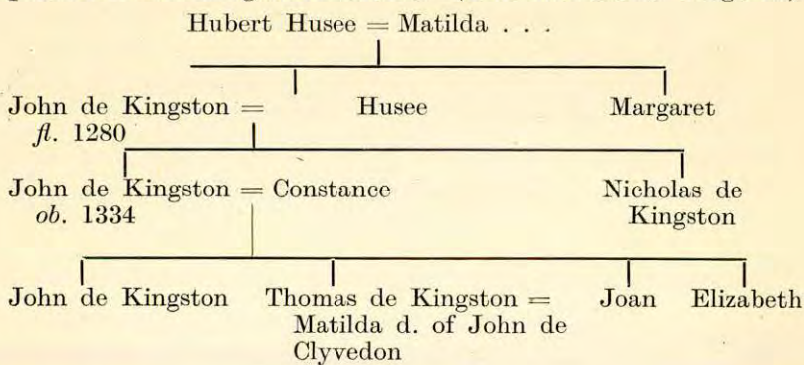 Hubert Husee = Matilda . . .
John de Kingston = Husee Margaret
fl. 1280
John de Kingston = Constance Nicholas de
ob. 1334 Kingston
John de Kingston Thomas de Kingston = Joan Elizabeth
Matilda d. of John de
Clyvedon